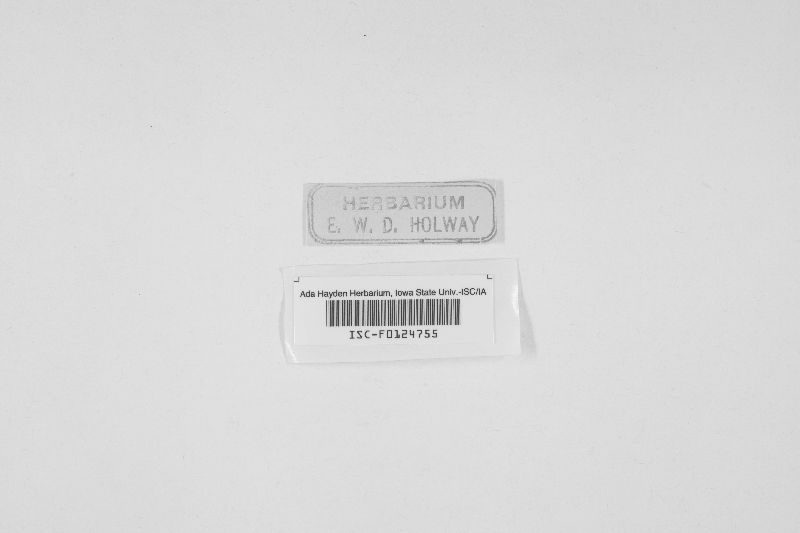 HERBARIUM
E. W. D. HOLWAY
Ada Hayden Herbarium, Iowa State Univ.-ISC/IA
ISC-F0124755